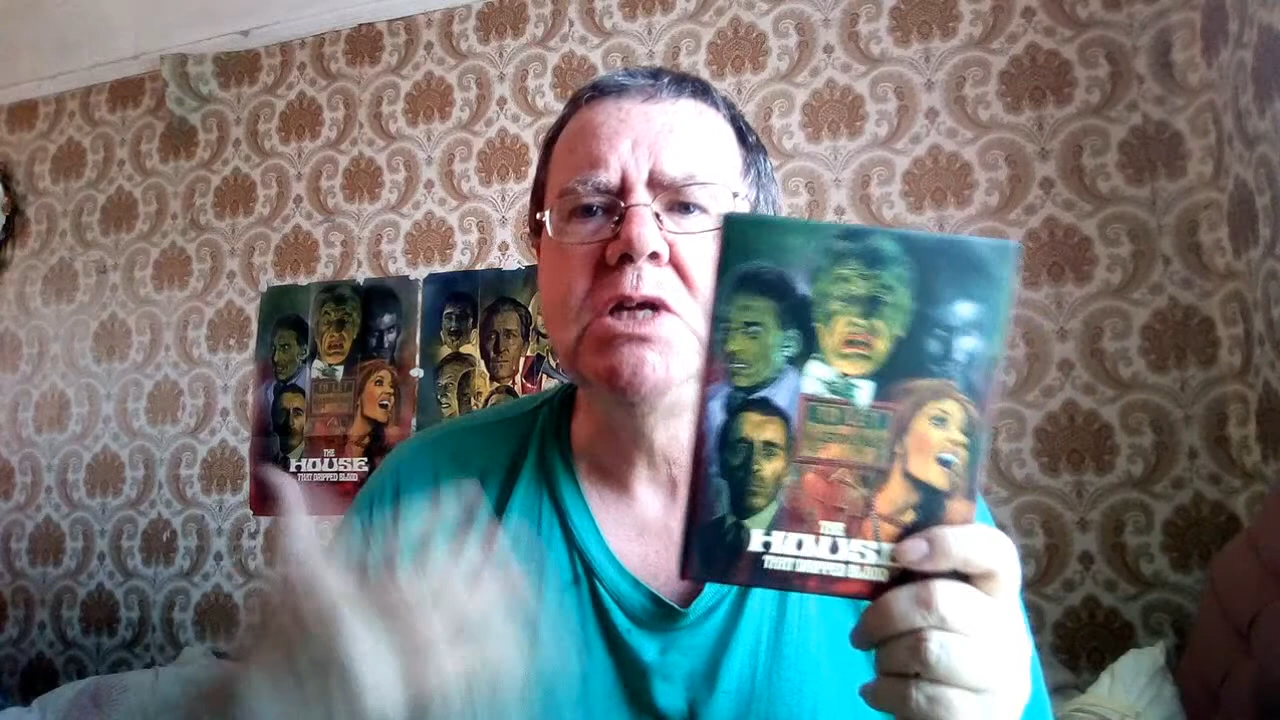 THE
HOUSE
THAT DRIPPED BLOOD
THE
HOUSE
THAT DRIPPED BLOOD